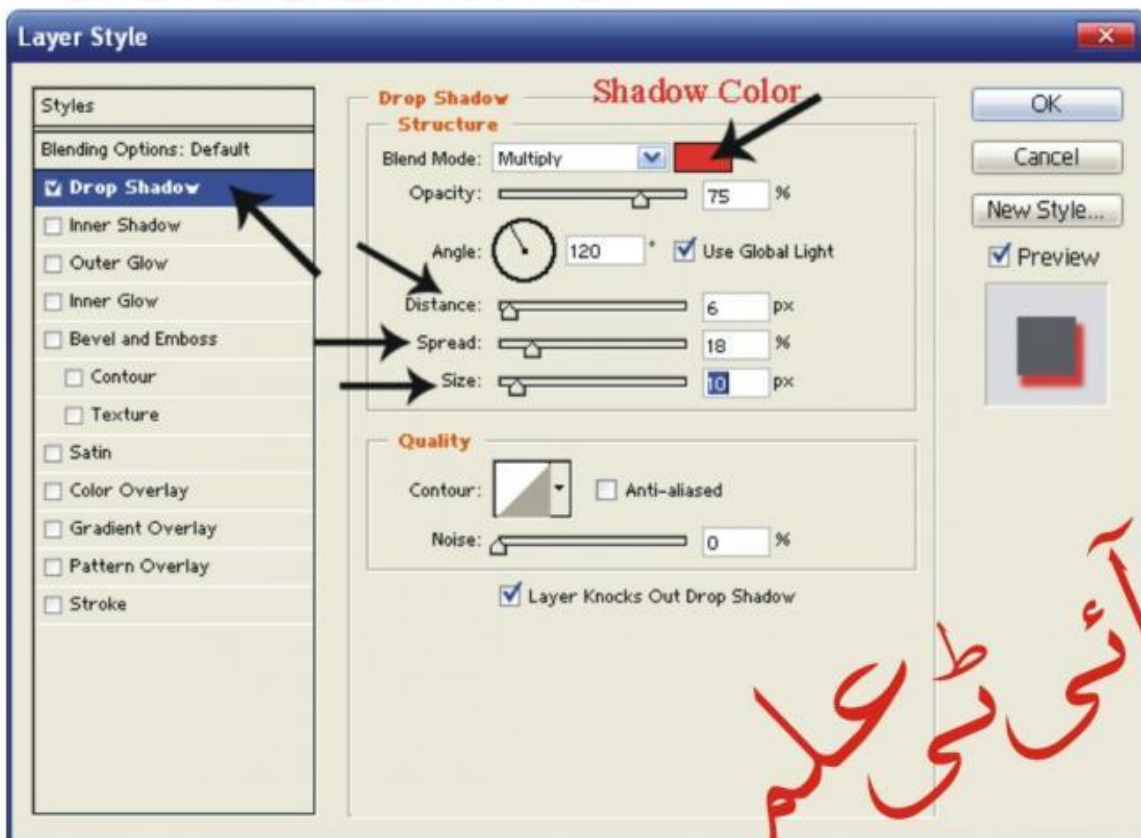 Layer Style
Styles
Blending Options: Default
Drop Shadow
Inner Shadow
Outer Glow
Inner Glow
Bevel and Emboss
Contour
Texture
Satin
Color Overlay
Gradient Overlay
Pattern Overlay
Stroke
Drop Shadow
Shadow Color
Structure
Blend Mode: Multiply
Opacity: 75 %
Angle: 120 ° Use Global Light
Distance: 6 px
Spread: 18 %
Size: 10 px
Quality
Contour: Anti-aliased
Noise: 0 %
Layer Knocks Out Drop Shadow
OK
Cancel
New Style...
Preview
آئی ٹی علم